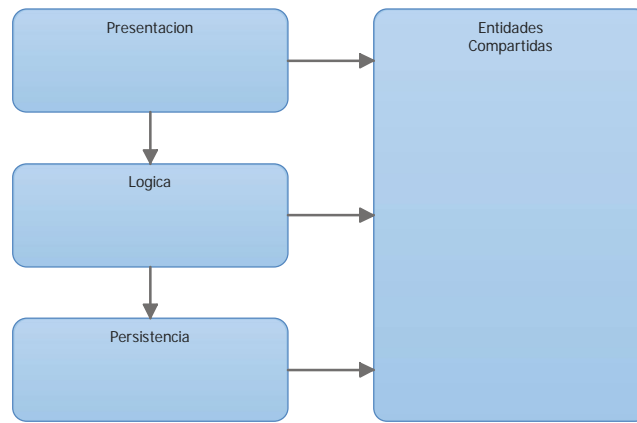 Presentacion
Entidades
Compartidas
Logica
Persistencia